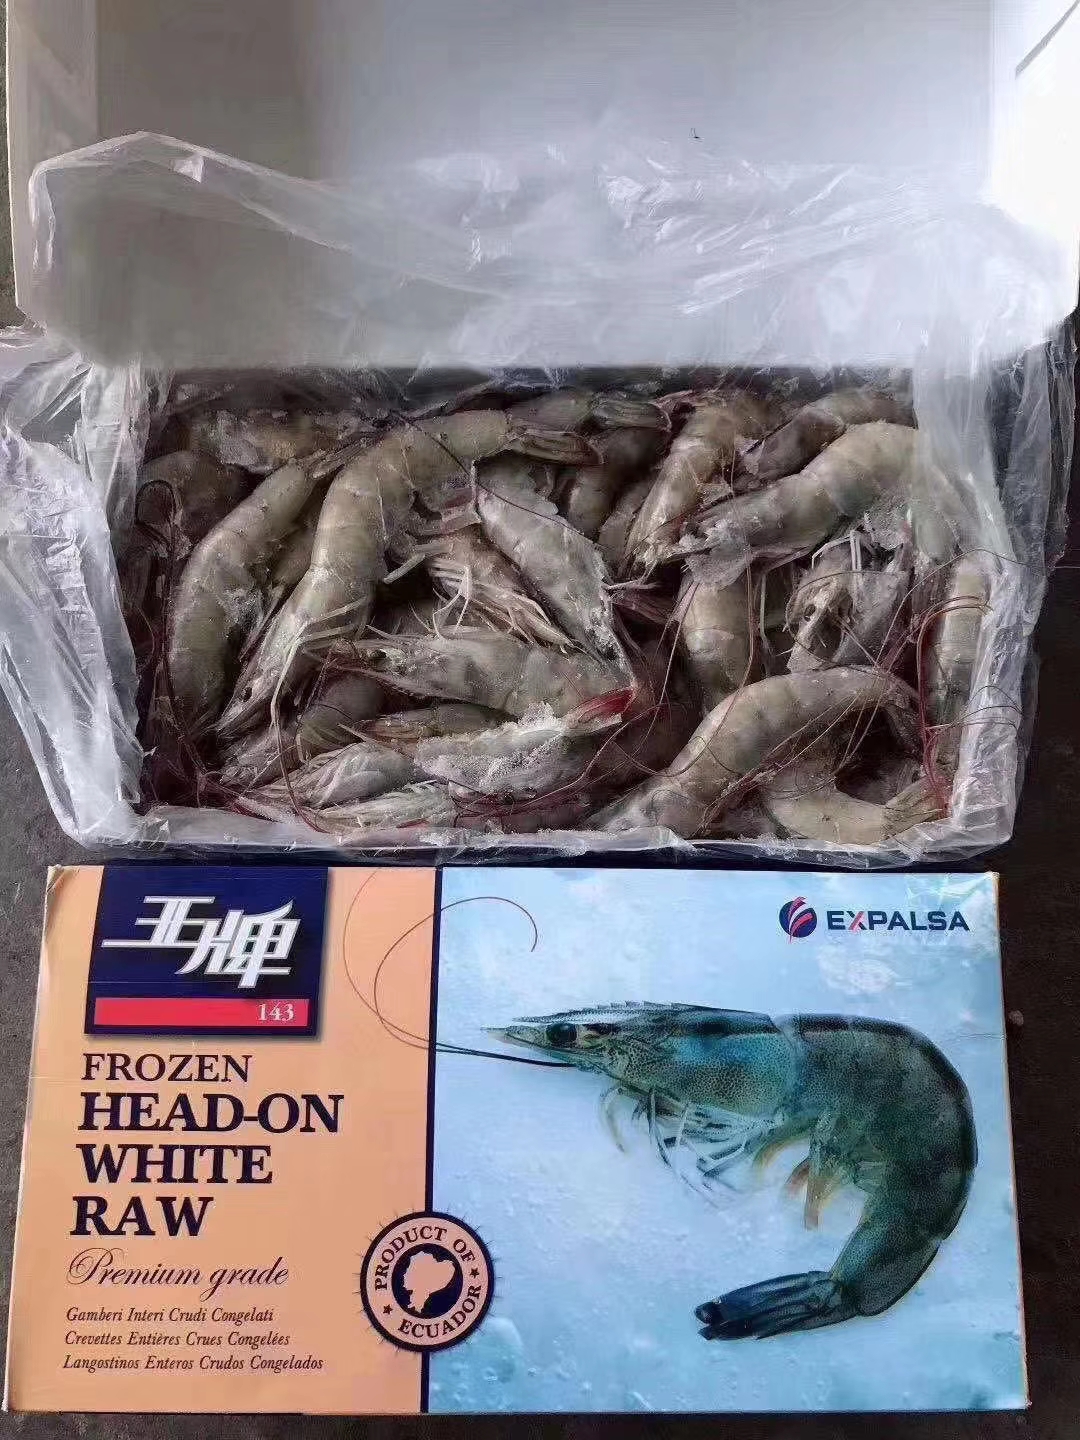 王牌
143
EXPALSA
FROZEN
HEAD-ON
WHITE
RAW
Premium grade
Gamberi Interi Crudi Congelati
Crevettes Entières Crues Congelées
Langostinos Enteros Crudos Congelados
PRODUCT OF
ECUADOR